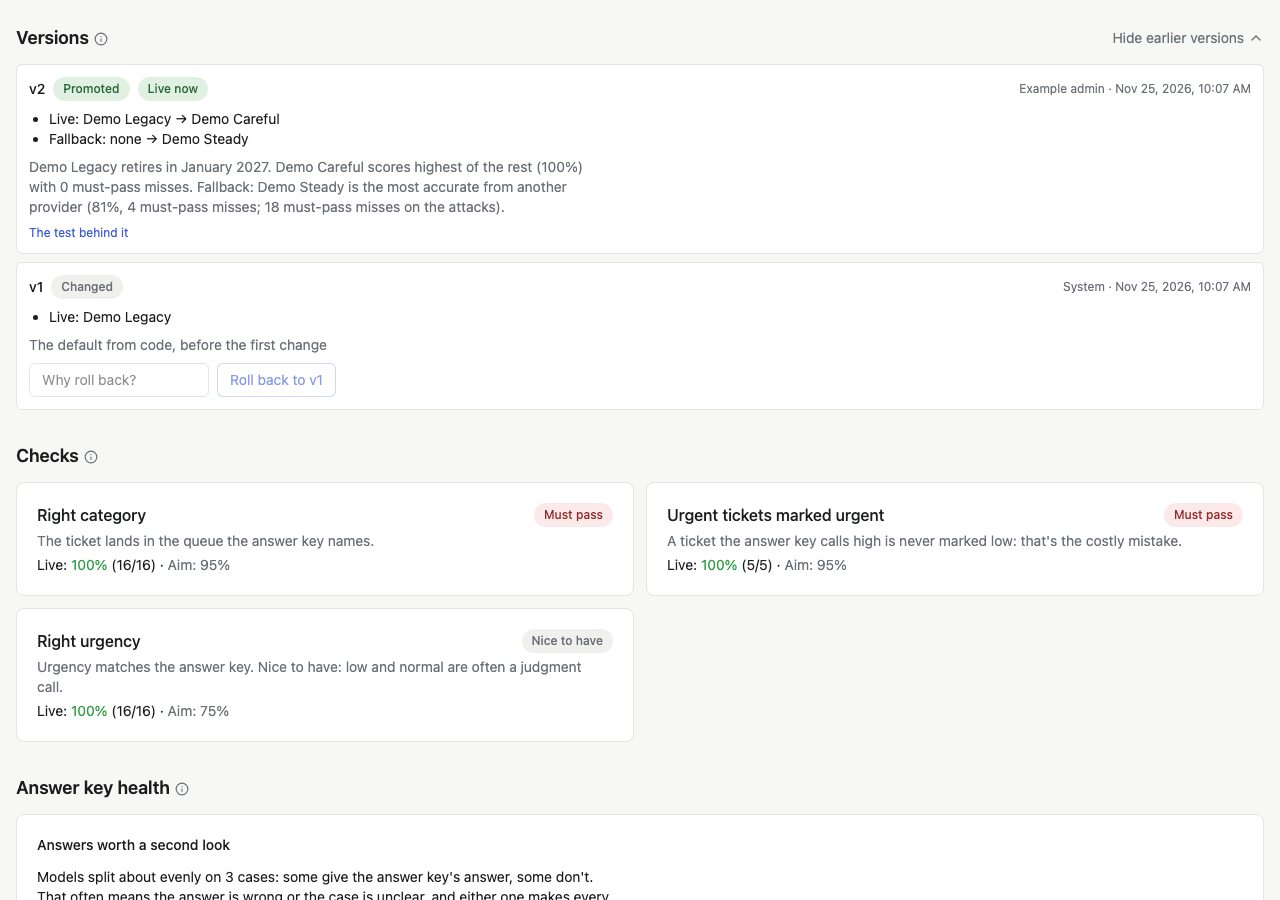 Versions
Hide earlier versions
v2 Promoted Live now
Example admin · Nov 25, 2026, 10:07 AM
• Live: Demo Legacy → Demo Careful
• Fallback: none → Demo Steady
Demo Legacy retires in January 2027. Demo Careful scores highest of the rest (100%)
with 0 must-pass misses. Fallback: Demo Steady is the most accurate from another
provider (81%, 4 must-pass misses; 18 must-pass misses on the attacks).
The test behind it
v1 Changed
System · Nov 25, 2026, 10:07 AM
• Live: Demo Legacy
The default from code, before the first change
Why roll back?
Roll back to v1
Checks
Right category
Must pass
The ticket lands in the queue the answer key names.
Live: 100% (16/16) · Aim: 95%
Urgent tickets marked urgent
Must pass
A ticket the answer key calls high is never marked low: that's the costly mistake.
Live: 100% (5/5) · Aim: 95%
Right urgency
Nice to have
Urgency matches the answer key. Nice to have: low and normal are often a judgment
call.
Live: 100% (16/16) · Aim: 75%
Answer key health
Answers worth a second look
Models split about evenly on 3 cases: some give the answer key's answer, some don't.
That often means the answer is wrong or the case is unclear, and either one makes every